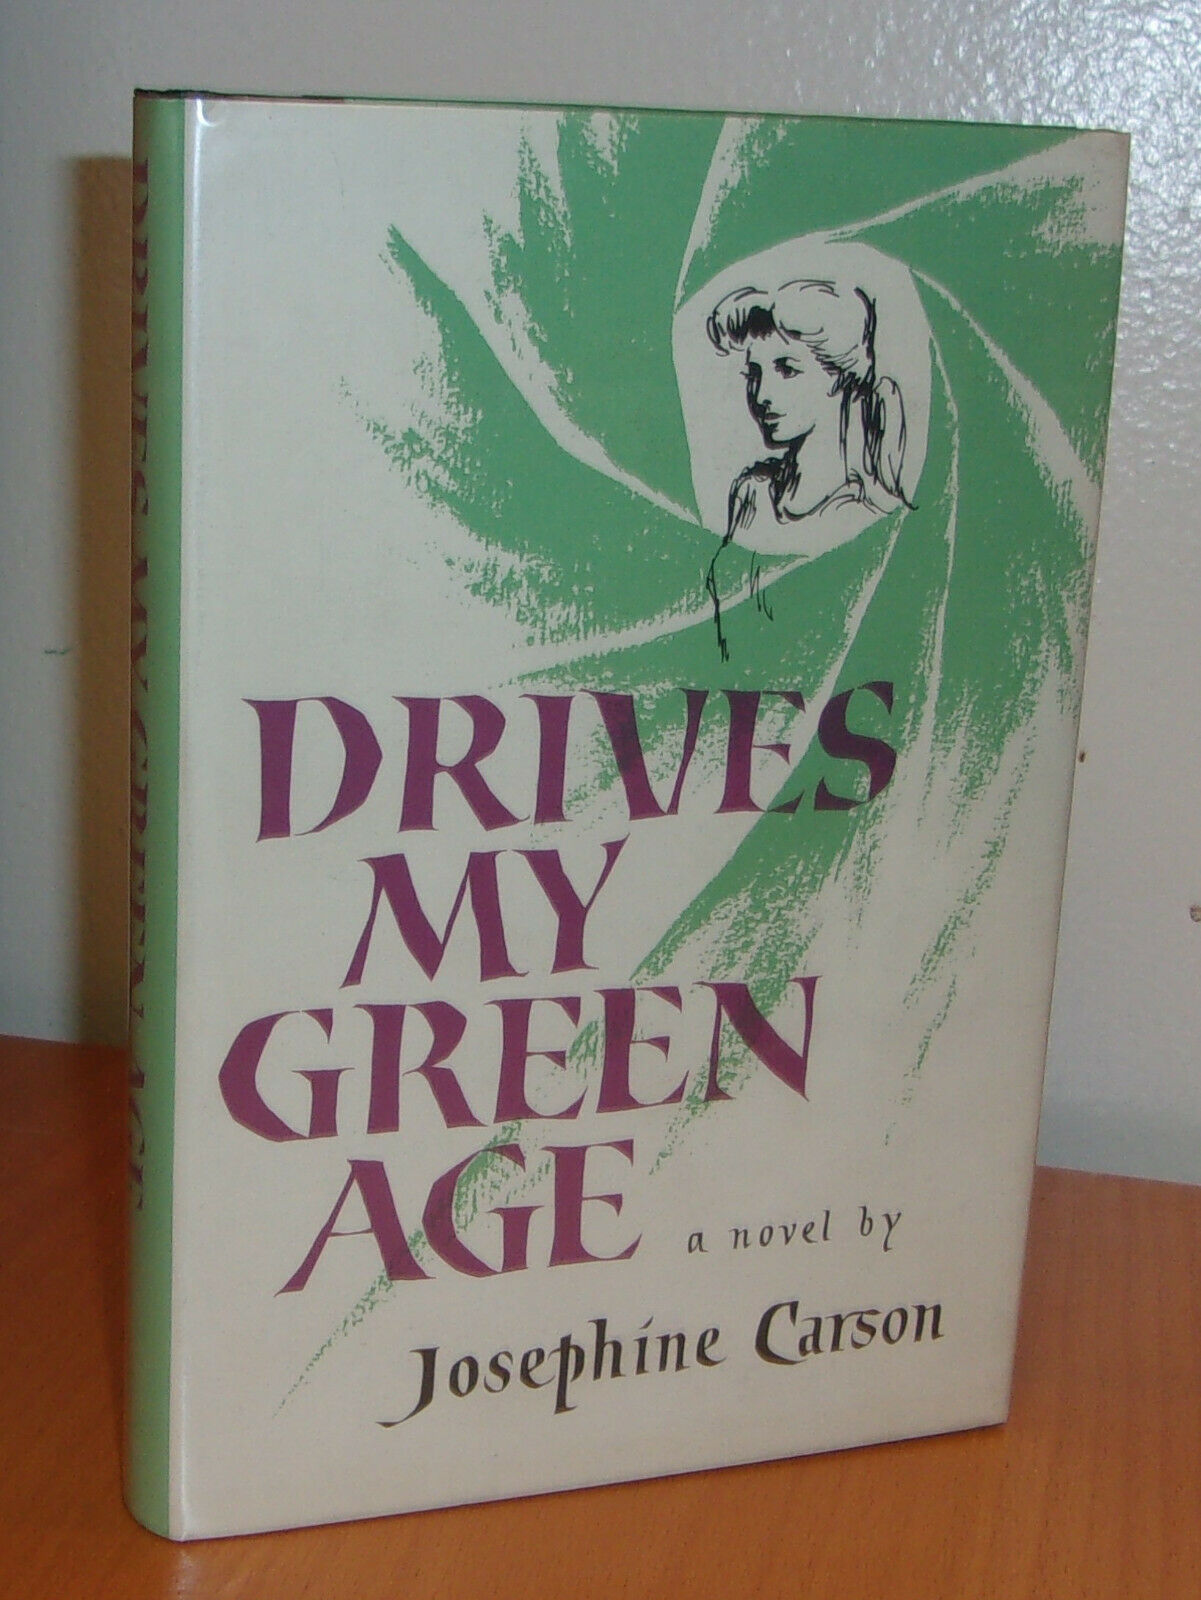 DRIVES
MY
GREEN
AGE
a novel by
Josephine Carson
DRIVES MY GREEN AGE